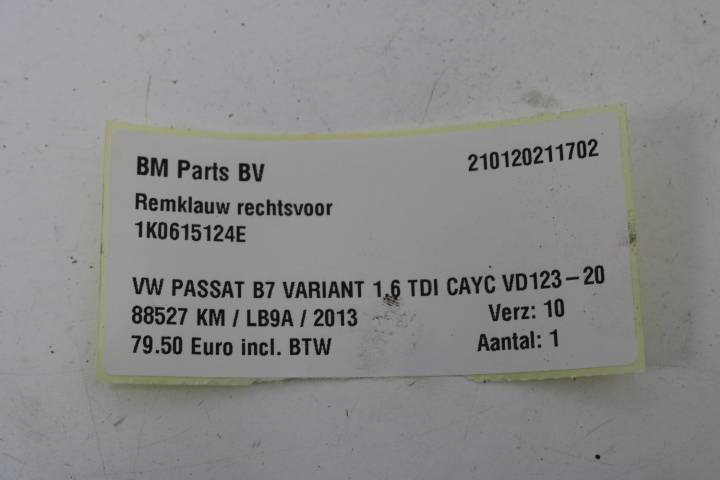 BM Parts BV 210120211702
Remklauw rechtsvoor
1K0615124E
VW PASSAT B7 VARIANT 1.6 TDI CAYC VD123-20
88527 KM / LB9A / 2013 Verz: 10
79.50 Euro incl. BTW Aantal: 1